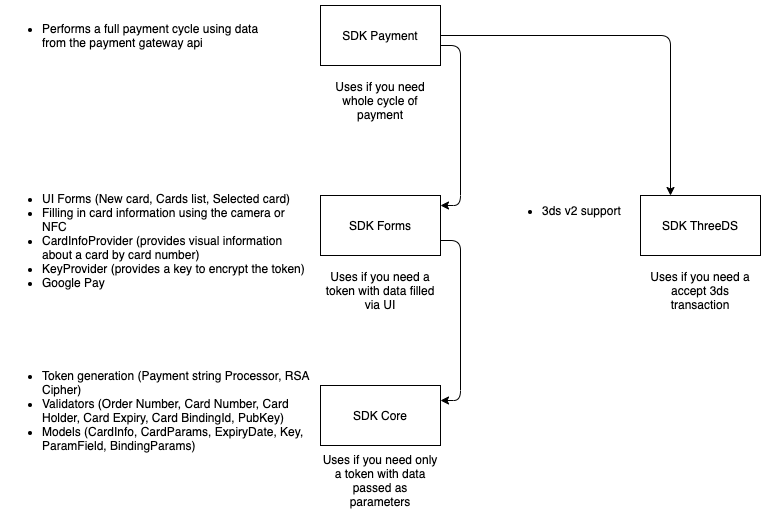 • Performs a full payment cycle using data
from the payment gateway api
SDK Payment
Uses if you need
whole cycle of
payment
• UI Forms (New card, Cards list, Selected card)
• Filling in card information using the camera or
NFC
• CardInfoProvider (provides visual information
about a card by card number)
• KeyProvider (provides a key to encrypt the token)
• Google Pay
SDK Forms
Uses if you need a
token with data filled
via UI
• 3ds v2 support
SDK ThreeDS
Uses if you need a
accept 3ds
transaction
• Token generation (Payment string Processor, RSA
Cipher)
• Validators (Order Number, Card Number, Card
Holder, Card Expiry, Card BindingId, PubKey)
• Models (CardInfo, CardParams, ExpiryDate, Key,
ParamField, BindingParams)
SDK Core
Uses if you need only
a token with data
passed as
parameters